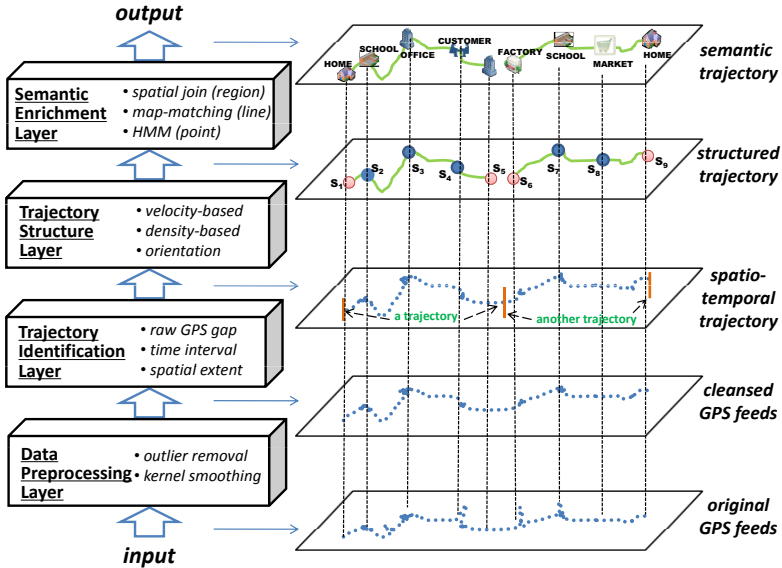 output
Semantic
Enrichment
Layer
• spatial join (region)
• map-matching (line)
• HMM (point)
HOME
SCHOOL
OFFICE
CUSTOMER
FACTORY
SCHOOL
MARKET
HOME
semantic
trajectory
Trajectory
Structure
Layer
• velocity-based
• density-based
• orientation
S1
S2
S3
S4
S5
S6
S7
S8
S9
structured
trajectory
Trajectory
Identification
Layer
• raw GPS gap
• time interval
• spatial extent
a trajectory
another trajectory
spatio-
temporal
trajectory
Data
Preprocessing
Layer
• outlier removal
• kernel smoothing
cleansed
GPS feeds
input
original
GPS feeds